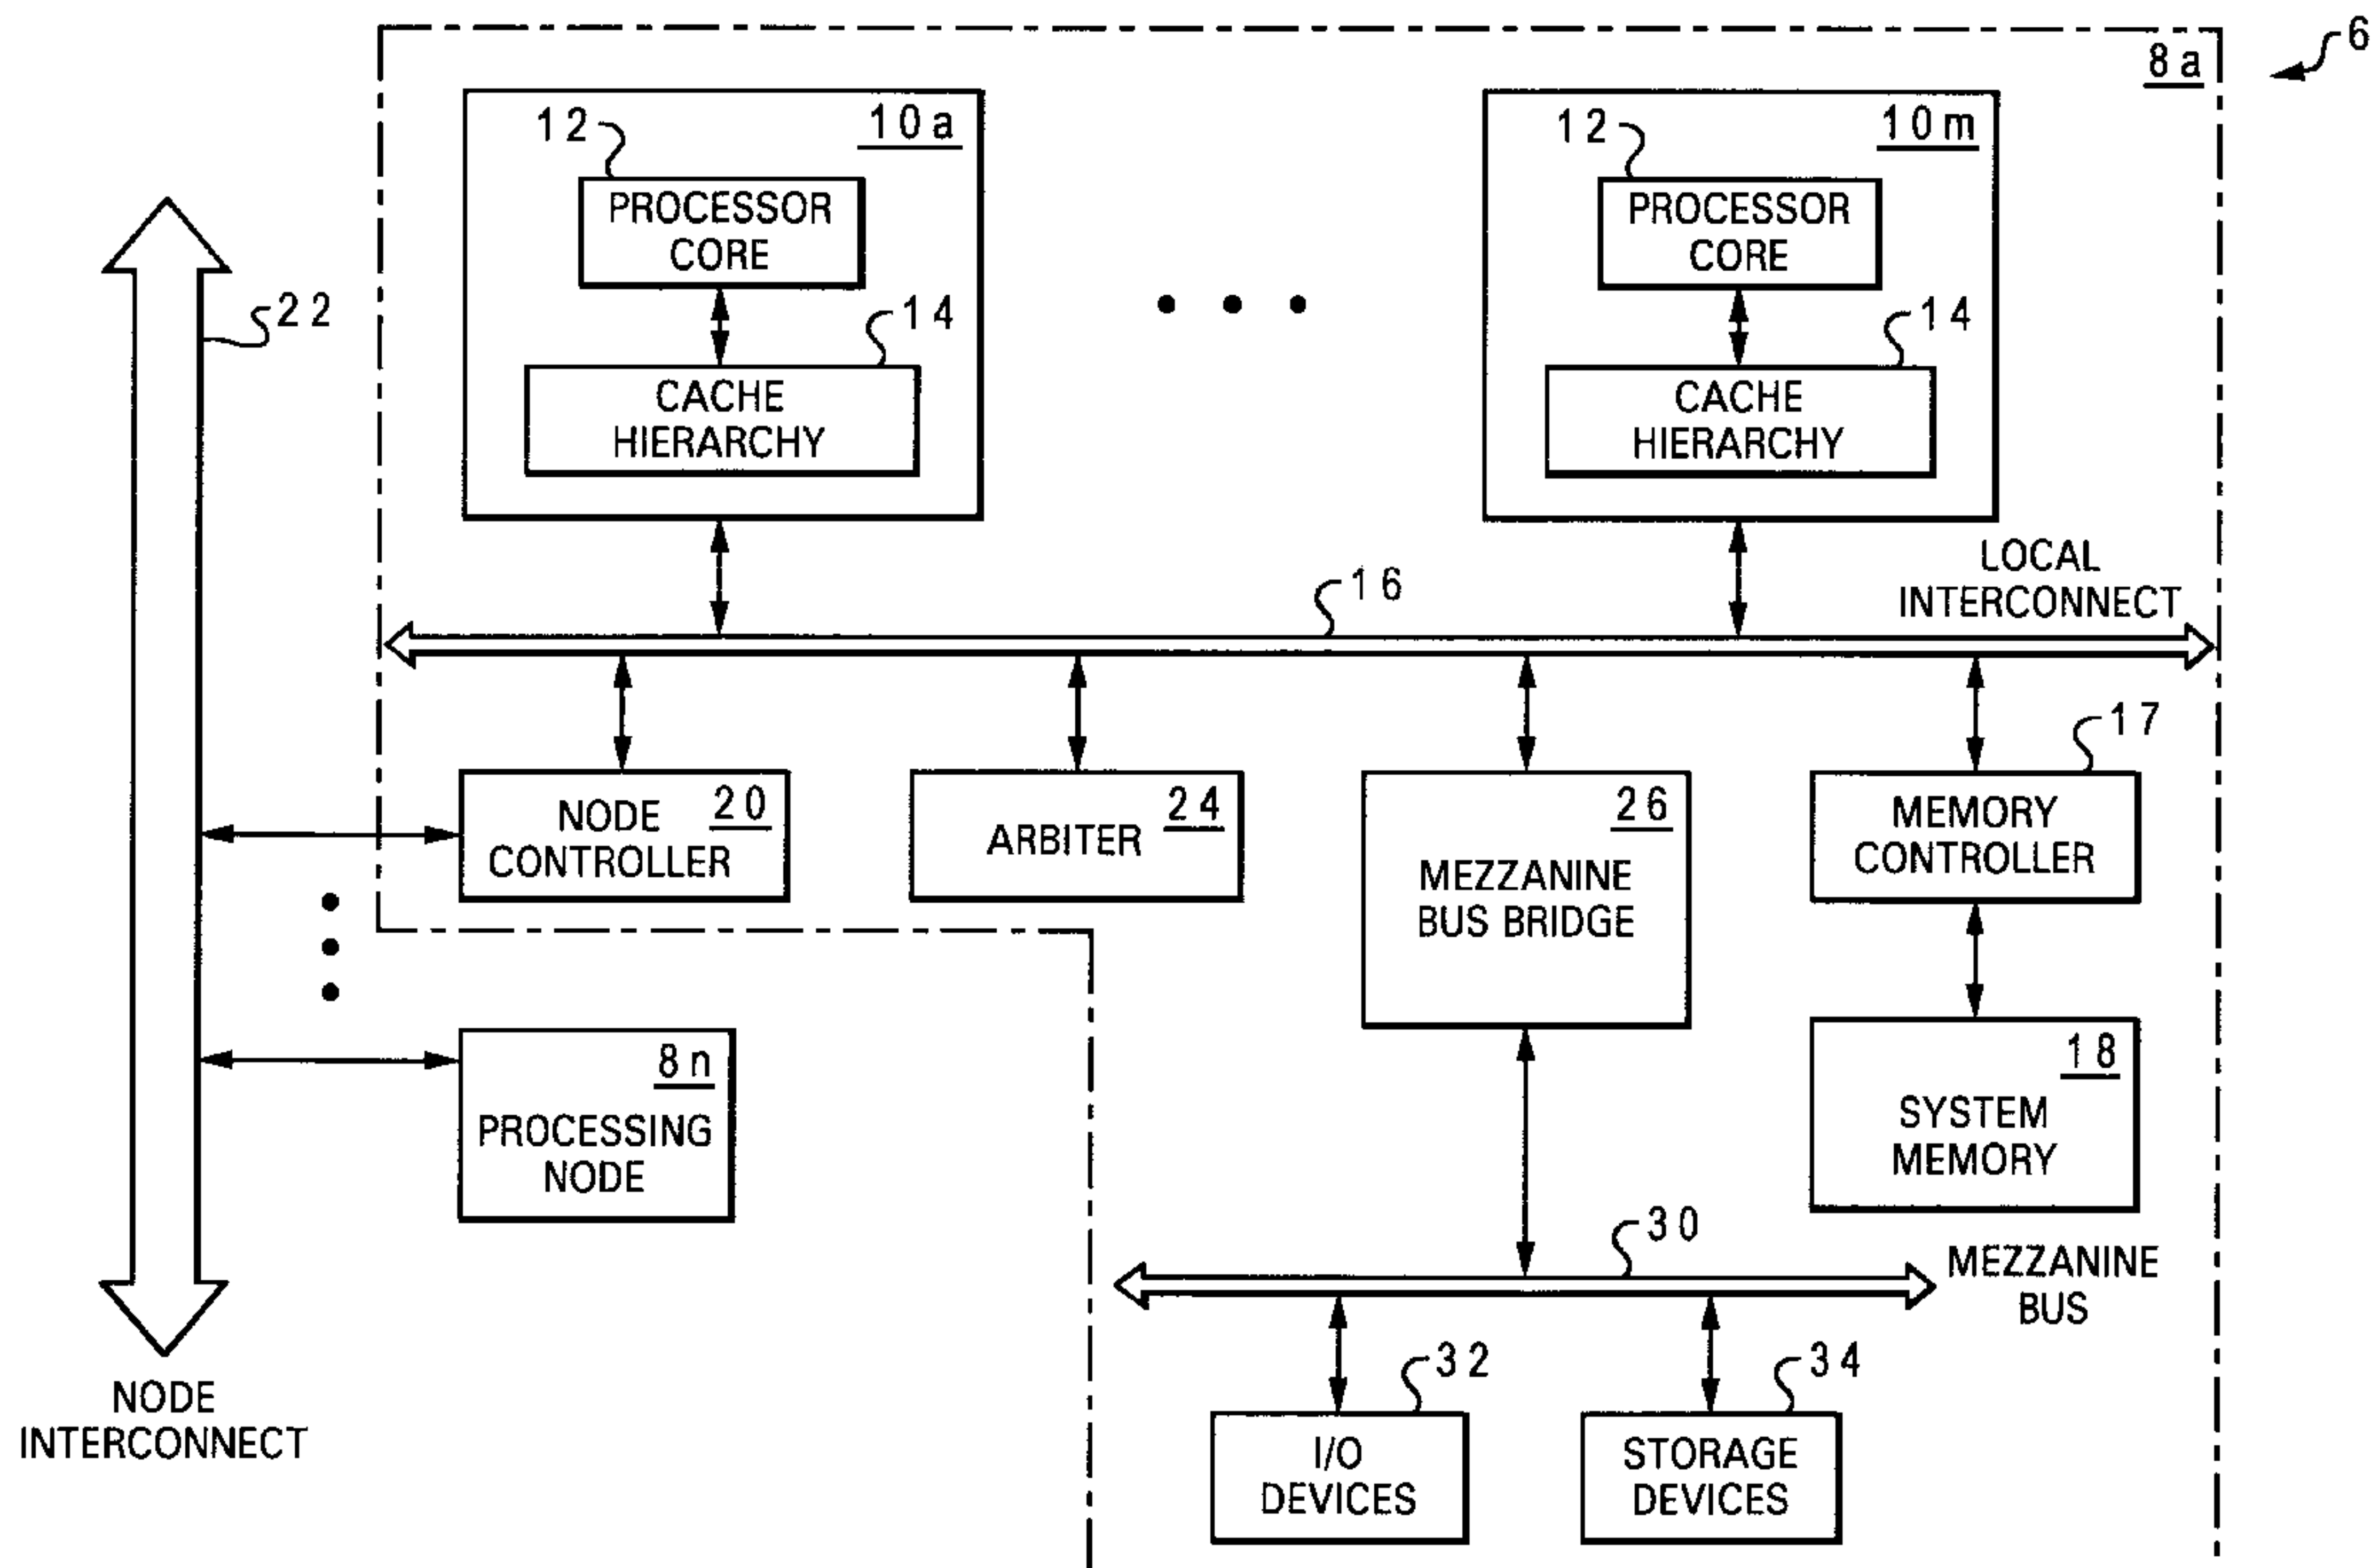 6
8a
10a
12
PROCESSOR
CORE
14
CACHE
HIERARCHY
10m
12
PROCESSOR
CORE
14
CACHE
HIERARCHY
22
LOCAL
INTERCONNECT
16
17
NODE
CONTROLLER
20
ARBITER
24
26
MEZZANINE
BUS BRIDGE
MEMORY
CONTROLLER
8n
PROCESSING
NODE
18
SYSTEM
MEMORY
30
MEZZANINE
BUS
32
34
NODE
INTERCONNECT
I/O
DEVICES
STORAGE
DEVICES